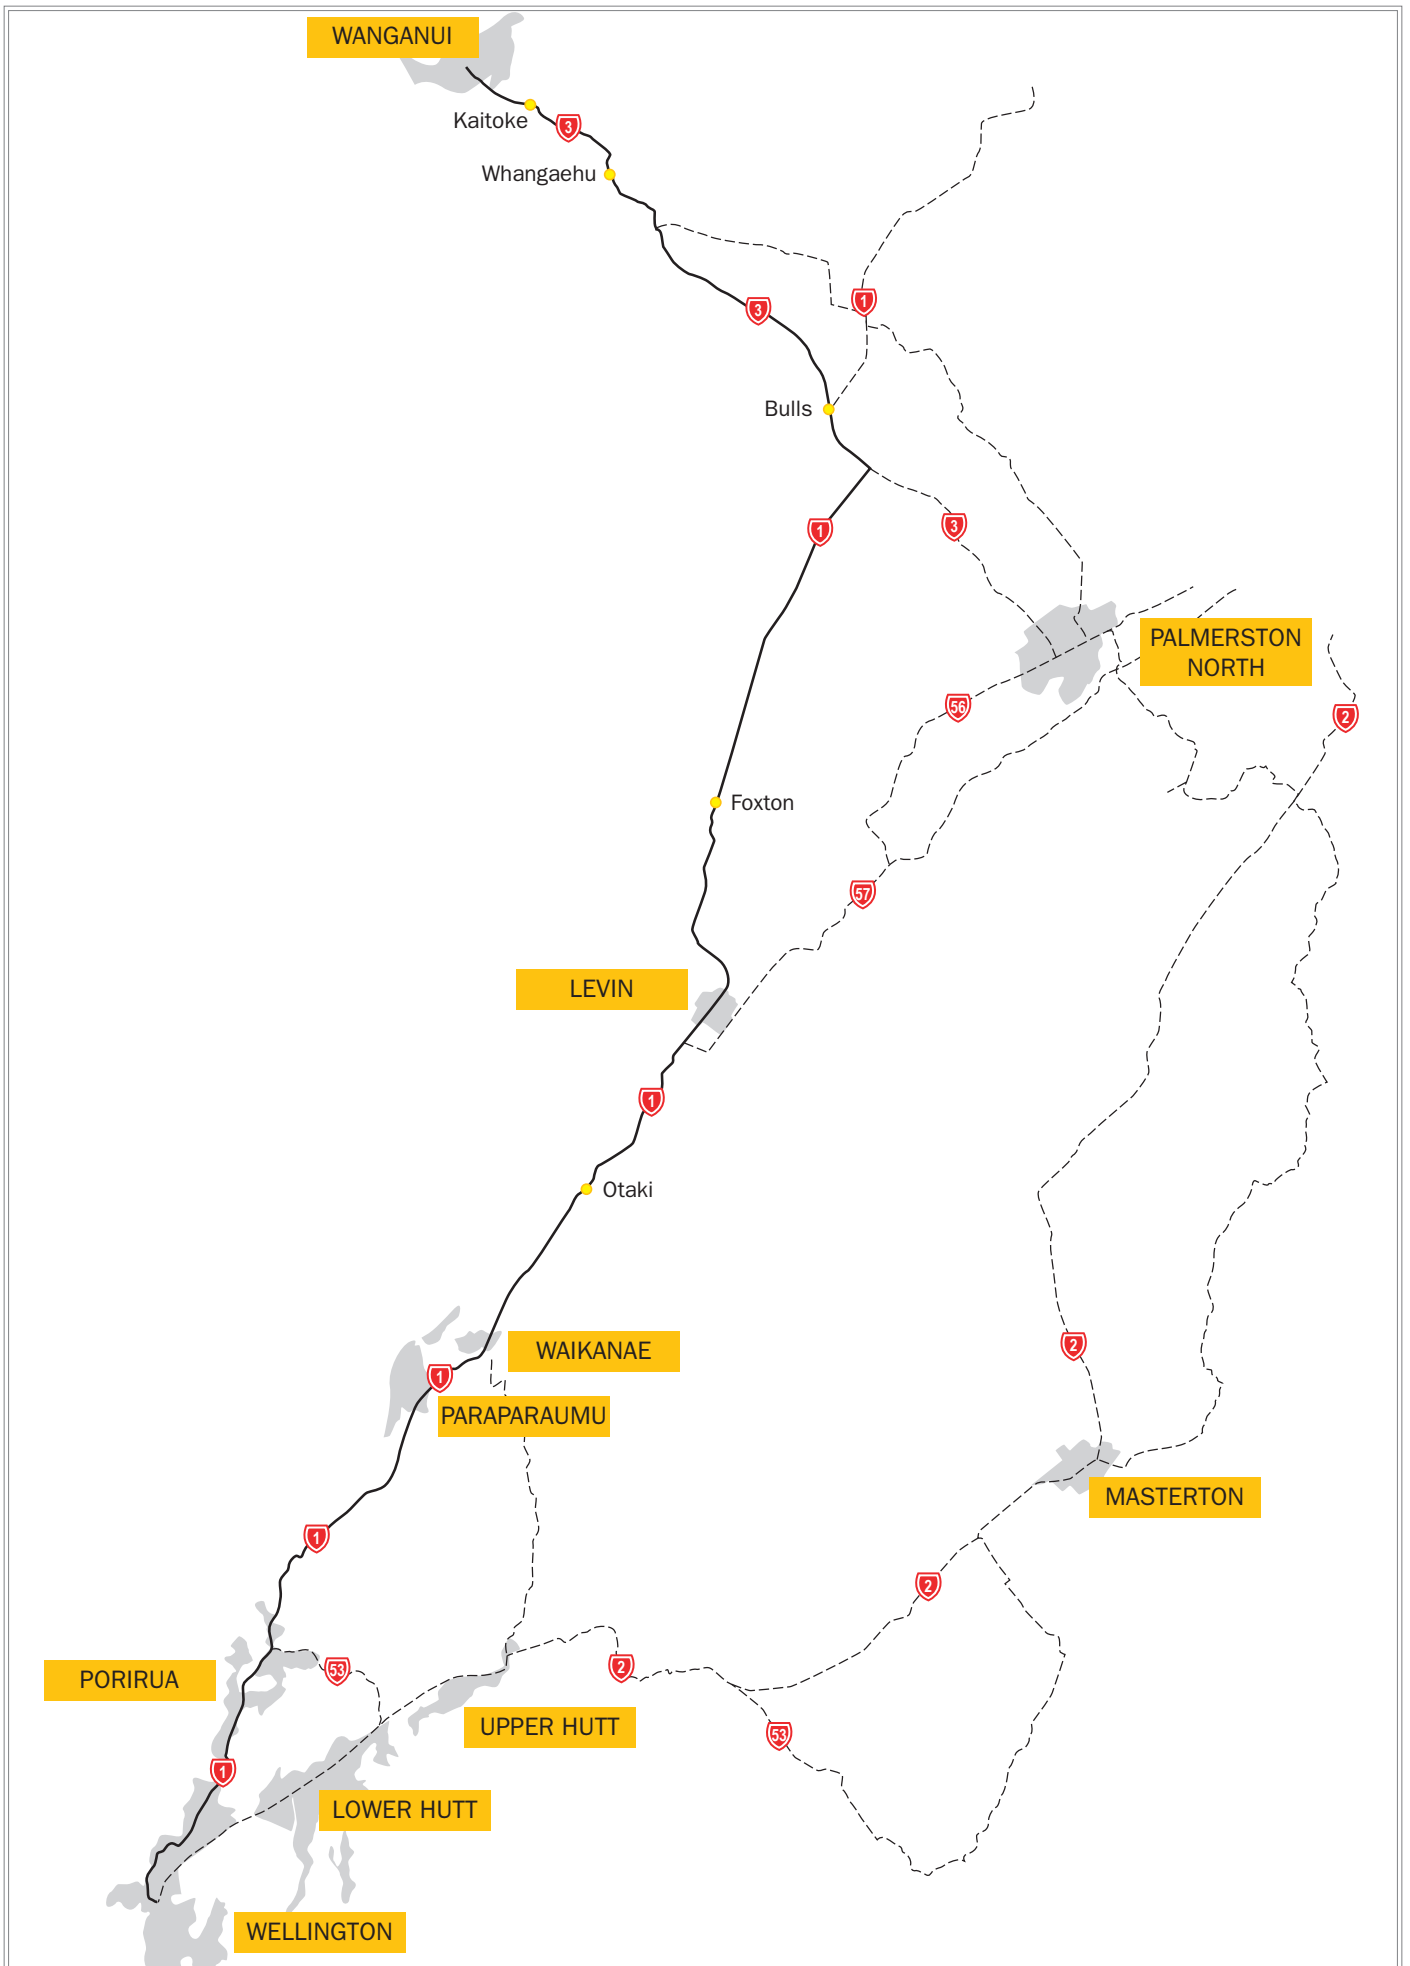 WANGANUI
Kaitoke
3
Whangaehu
1
3
Bulls
3
1
PALMERSTON
NORTH
56
2
Foxton
57
LEVIN
1
Otaki
2
WAIKANAE
1
PARAPARAUMU
MASTERTON
1
2
53
2
PORIRUA
UPPER HUTT
53
1
LOWER HUTT
WELLINGTON